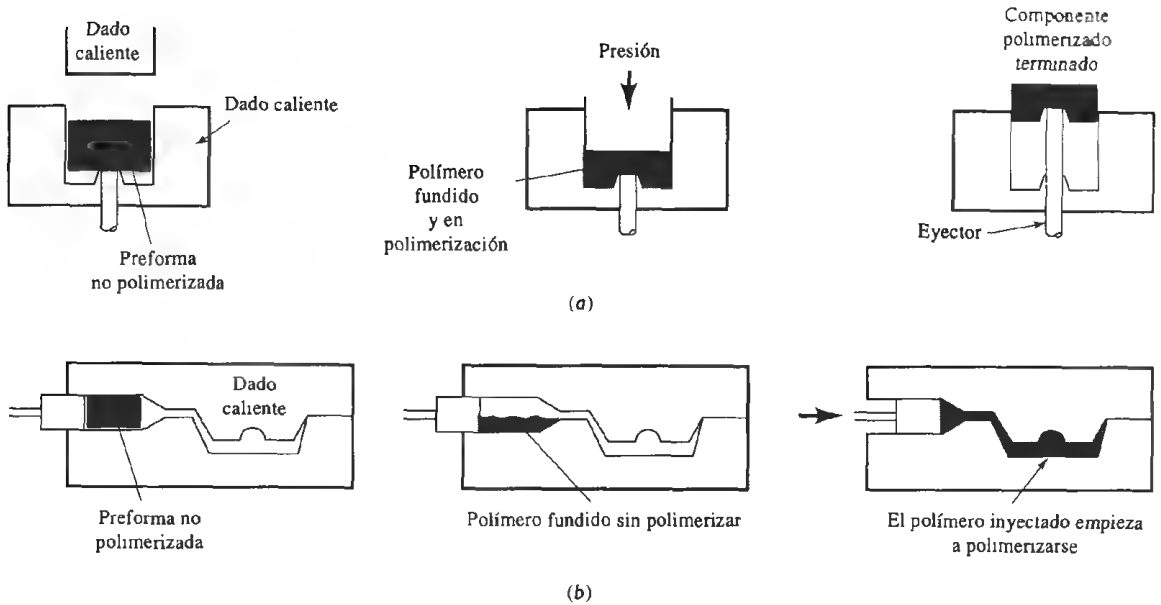 Dado
caliente
Dado caliente
Preforma
no polimerizada
Presión
Polímero
fundido
y en
polimerización
Componente
polimerizado
terminado
Eyector
(a)
Dado
caliente
Preforma no
polimerizada
Polímero fundido sin polimerizar
El polímero inyectado empieza
a polimerizarse
(b)